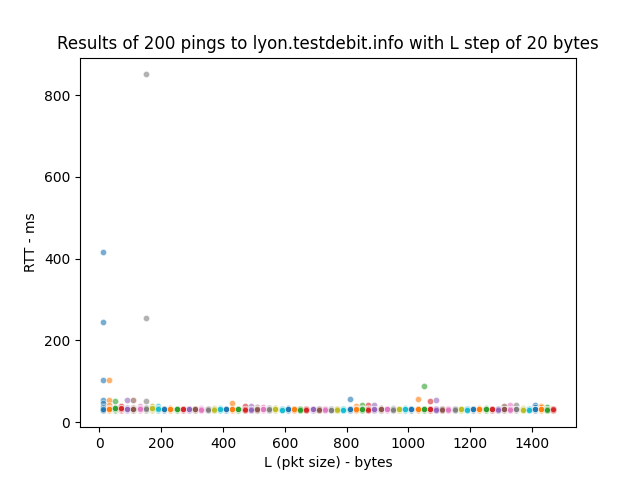 Results of 200 pings to lyon.testdebit.info with L step of 20 bytes
800
600
400
200
0
RTT - ms
0 200 400 600 800 1000 1200 1400
L (pkt size) - bytes